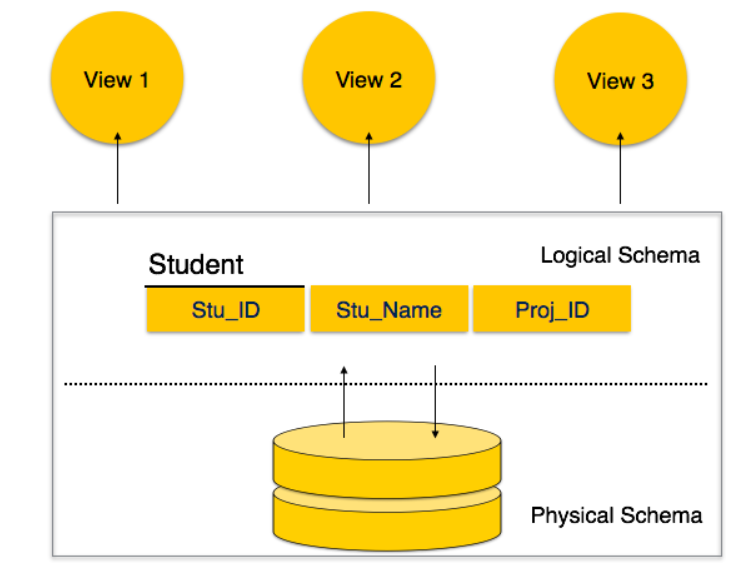 View 1
View 2
View 3
Logical Schema
Student
Stu_ID
Stu_Name
Proj_ID
Physical Schema